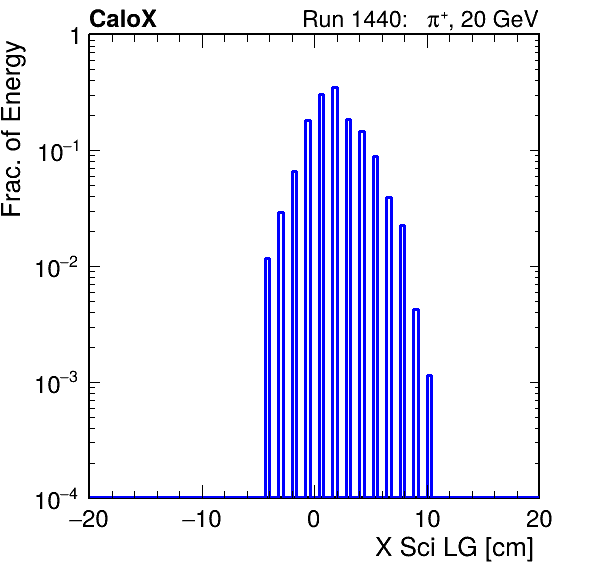 CaloX Run 1440: π⁺, 20 GeV
Frac. of Energy
1
10⁻¹
10⁻²
10⁻³
10⁻⁴
−20 −10 0 10 20
X Sci LG [cm]